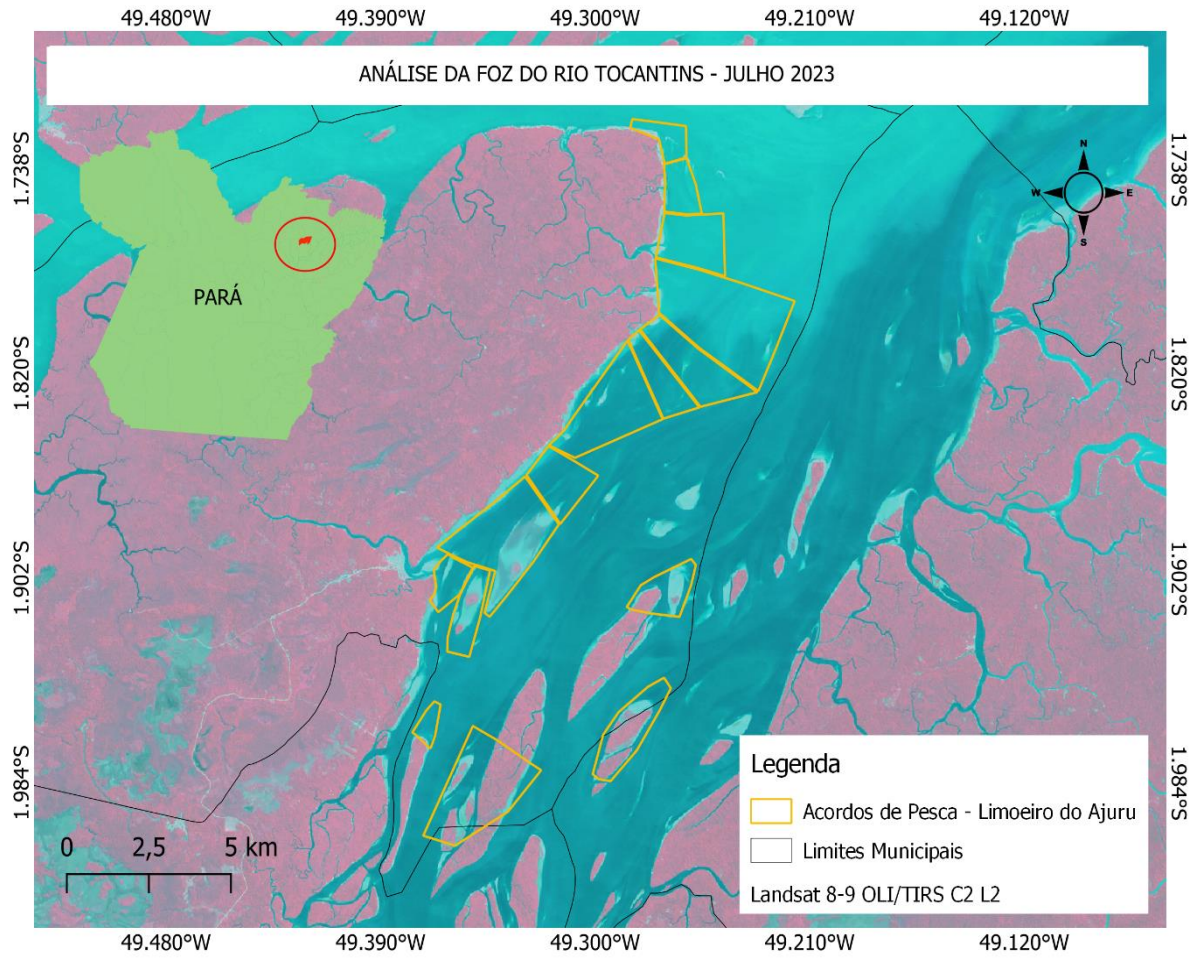 49.480°W 49.390°W 49.300°W 49.210°W 49.120°W
ANÁLISE DA FOZ DO RIO TOCANTINS - JULHO 2023
1.738°S
1.738°S
N
W E
S
PARÁ
1.820°S
1.820°S
1.902°S
1.902°S
1.984°S
1.984°S
Legenda
Acordos de Pesca - Limoeiro do Ajuru
Limites Municipais
Landsat 8-9 OLI/TIRS C2 L2
0 2,5 5 km
49.480°W 49.390°W 49.300°W 49.210°W 49.120°W